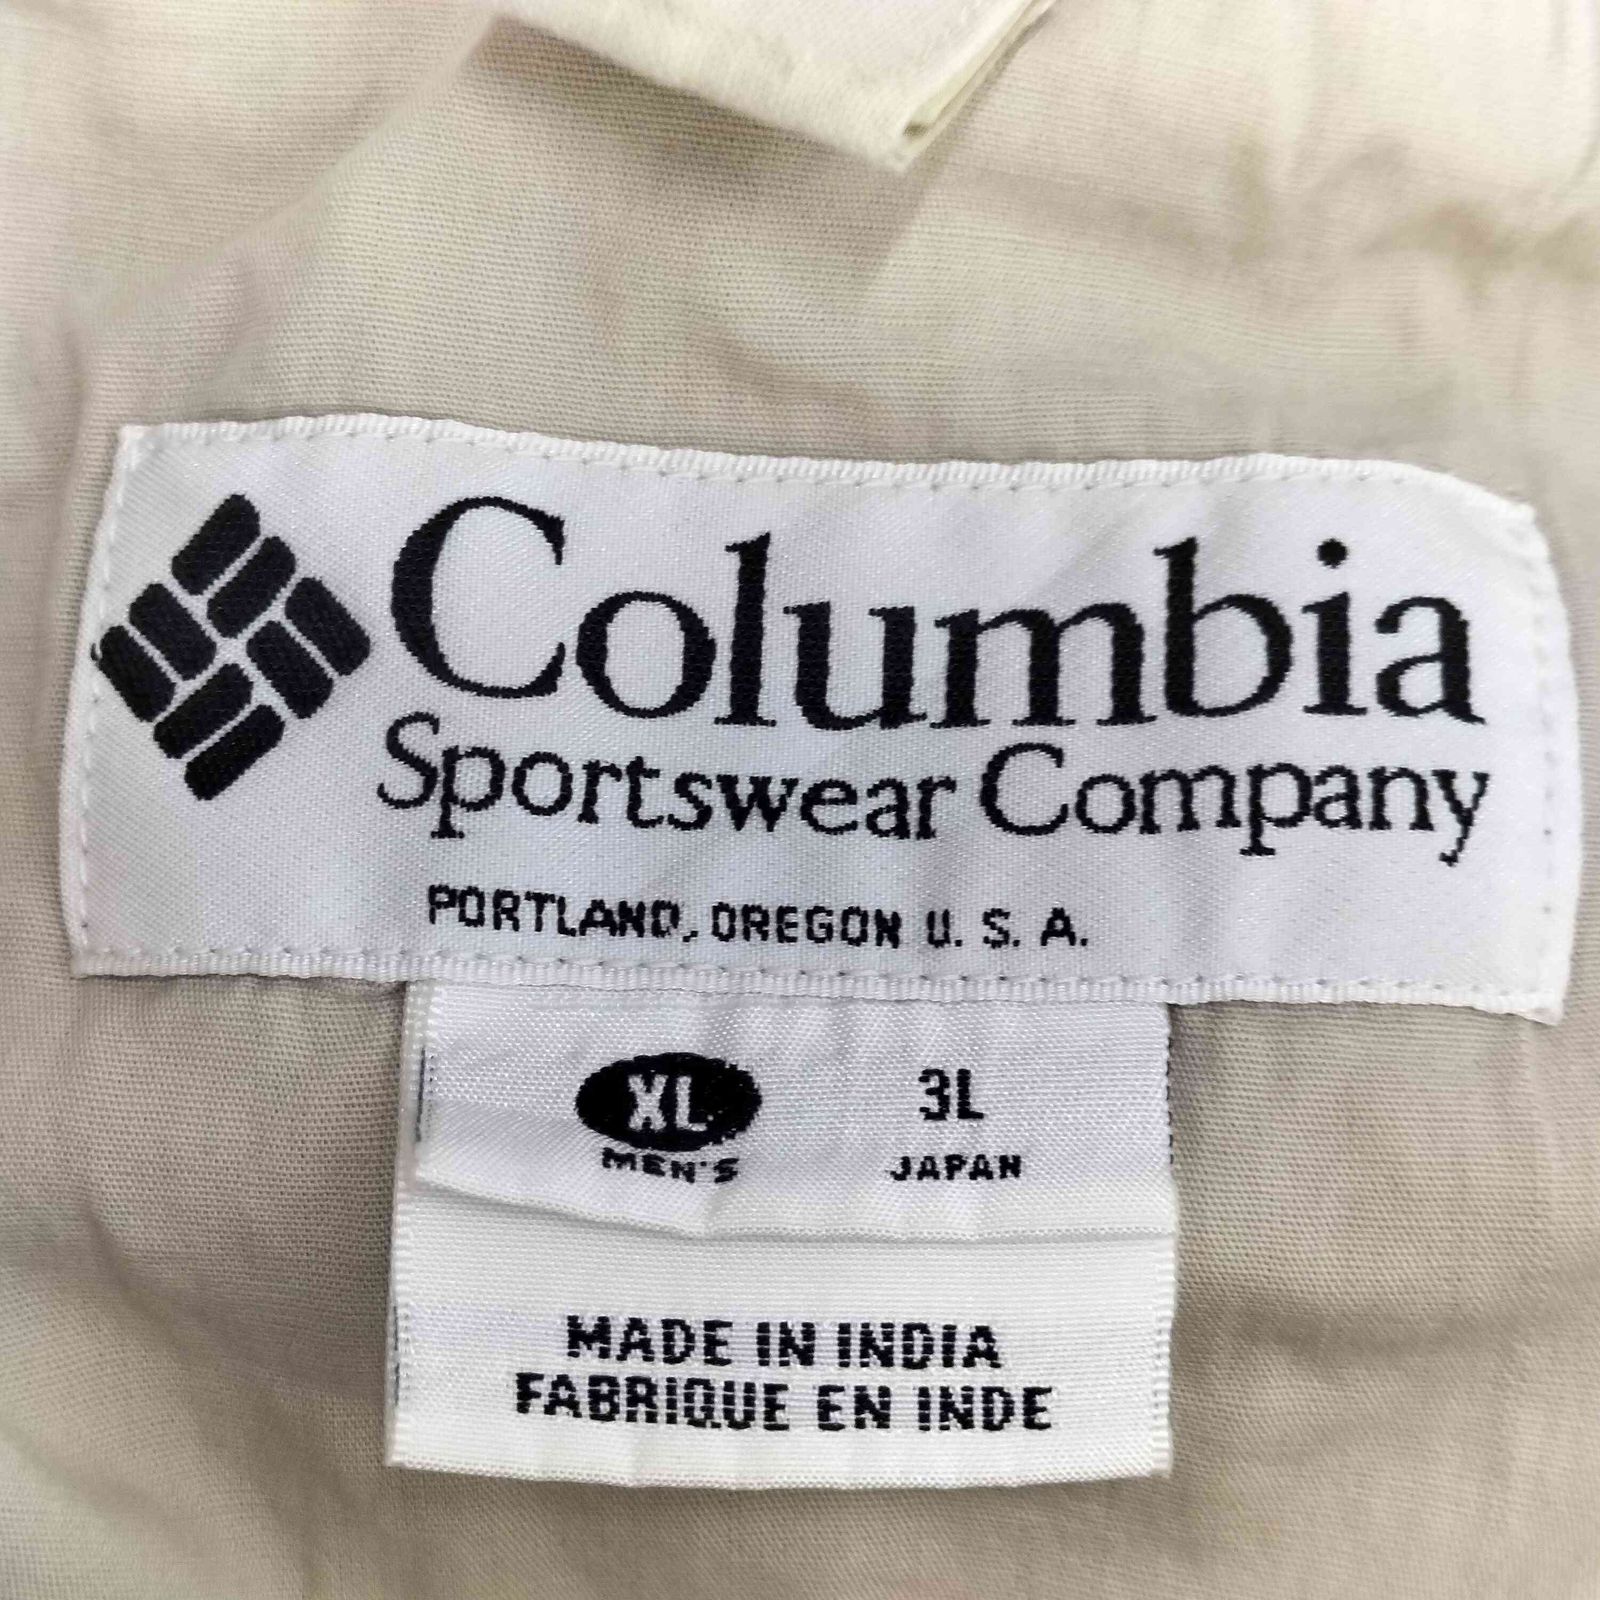 Columbia
Sportswear Company
PORTLAND, OREGON U. S. A.
XL 3L
MEN'S JAPAN
MADE IN INDIA
FABRIQUE EN INDE